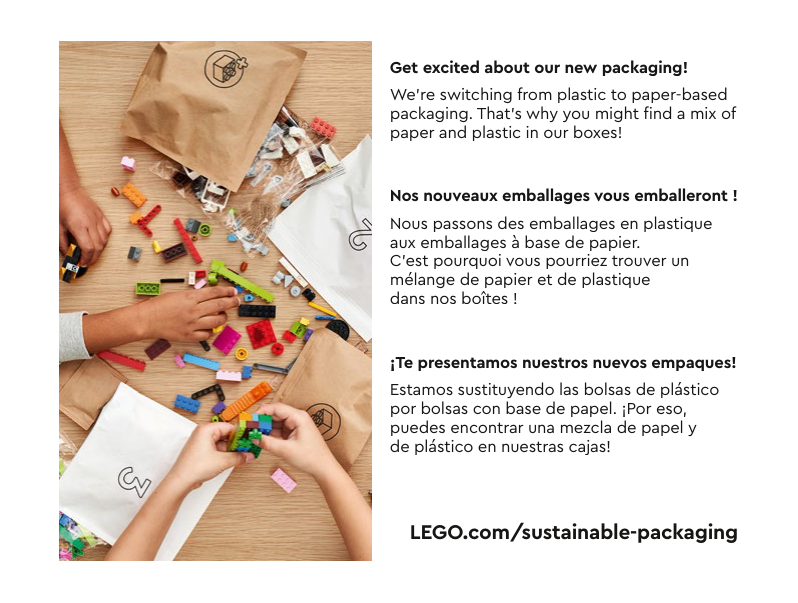 Get excited about our new packaging!
We're switching from plastic to paper-based
packaging. That's why you might find a mix of
paper and plastic in our boxes!
Nos nouveaux emballages vous emballeront !
Nous passons des emballages en plastique
aux emballages à base de papier.
C'est pourquoi vous pourriez trouver un
mélange de papier et de plastique
dans nos boîtes !
¡Te presentamos nuestros nuevos empaques!
Estamos sustituyendo las bolsas de plástico
por bolsas con base de papel. ¡Por eso,
puedes encontrar una mezcla de papel y
de plástico en nuestras cajas!
LEGO.com/sustainable-packaging
3